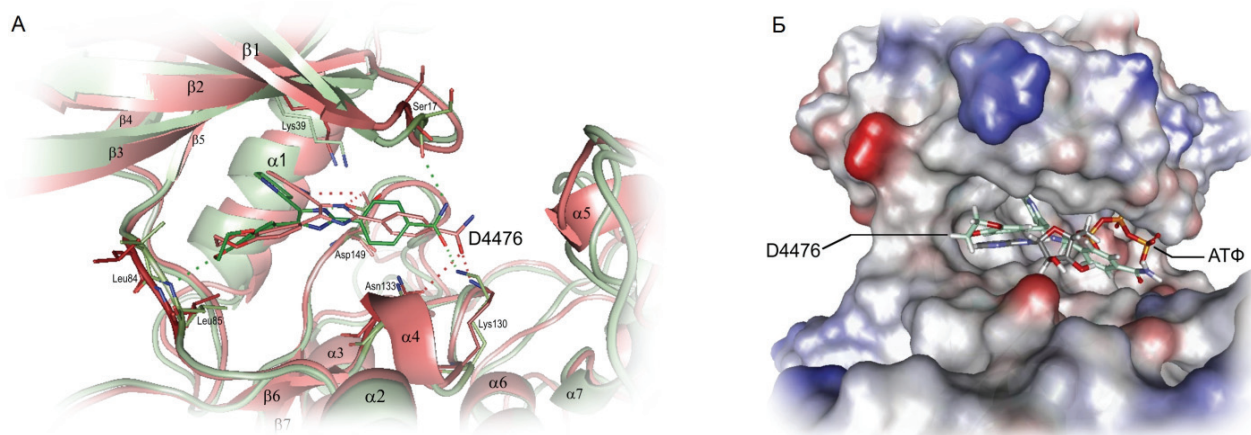 А
β1
β2
Ser17
β4
Lys39
β5
β3
α1
α5
D4476
Asp149
Leu84
Asn133
Leu85
Lys130
α4
α3
β6
α2
α6
α7
β7
Б
D4476
АТФ